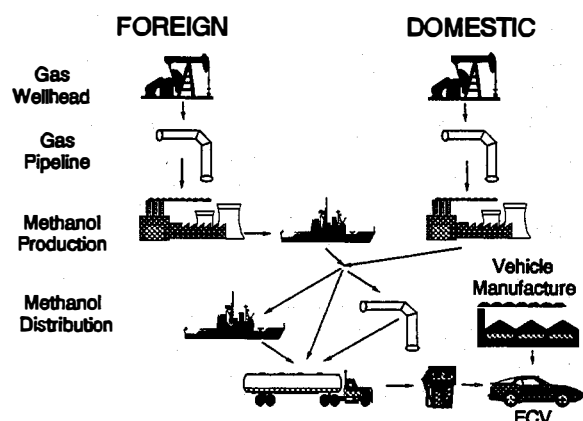 FOREIGN DOMESTIC
Gas
Wellhead
Gas
Pipeline
Methanol
Production
Vehicle
Manufacture
Methanol
Distribution
FCV